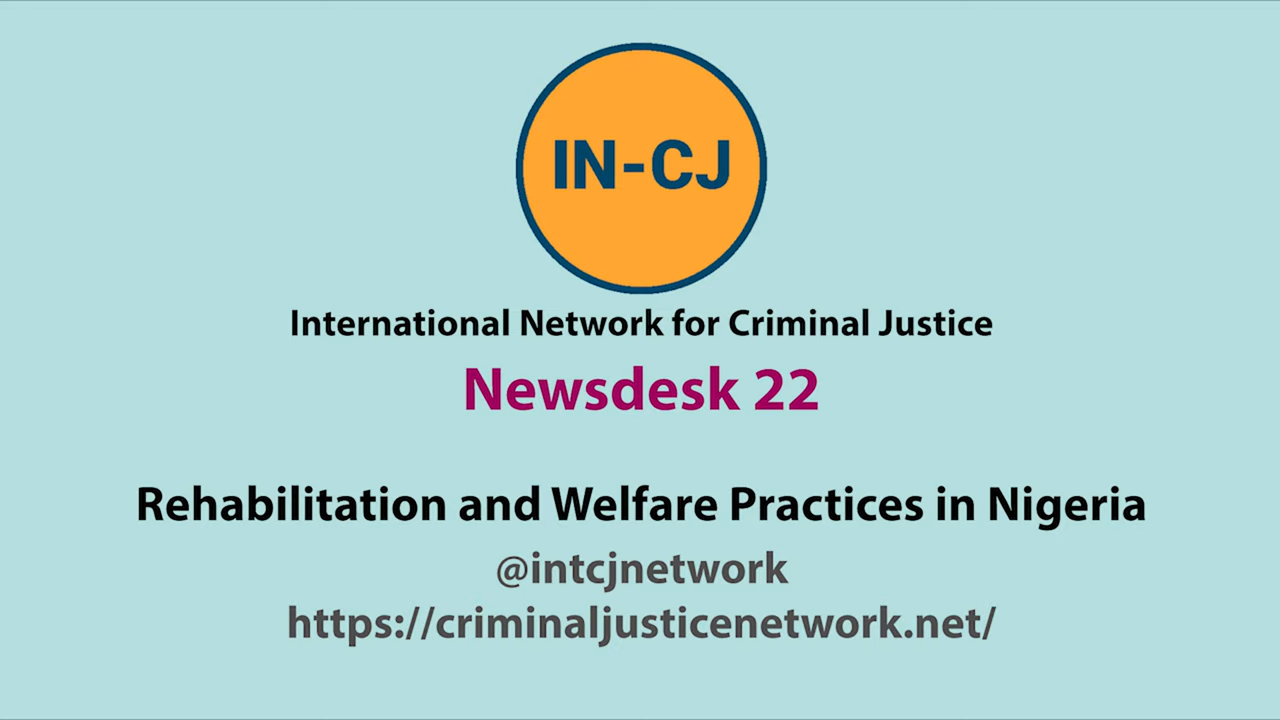 IN-CJ
International Network for Criminal Justice
Newsdesk 22
Rehabilitation and Welfare Practices in Nigeria
@intcjnetwork
https://criminaljusticenetwork.net/